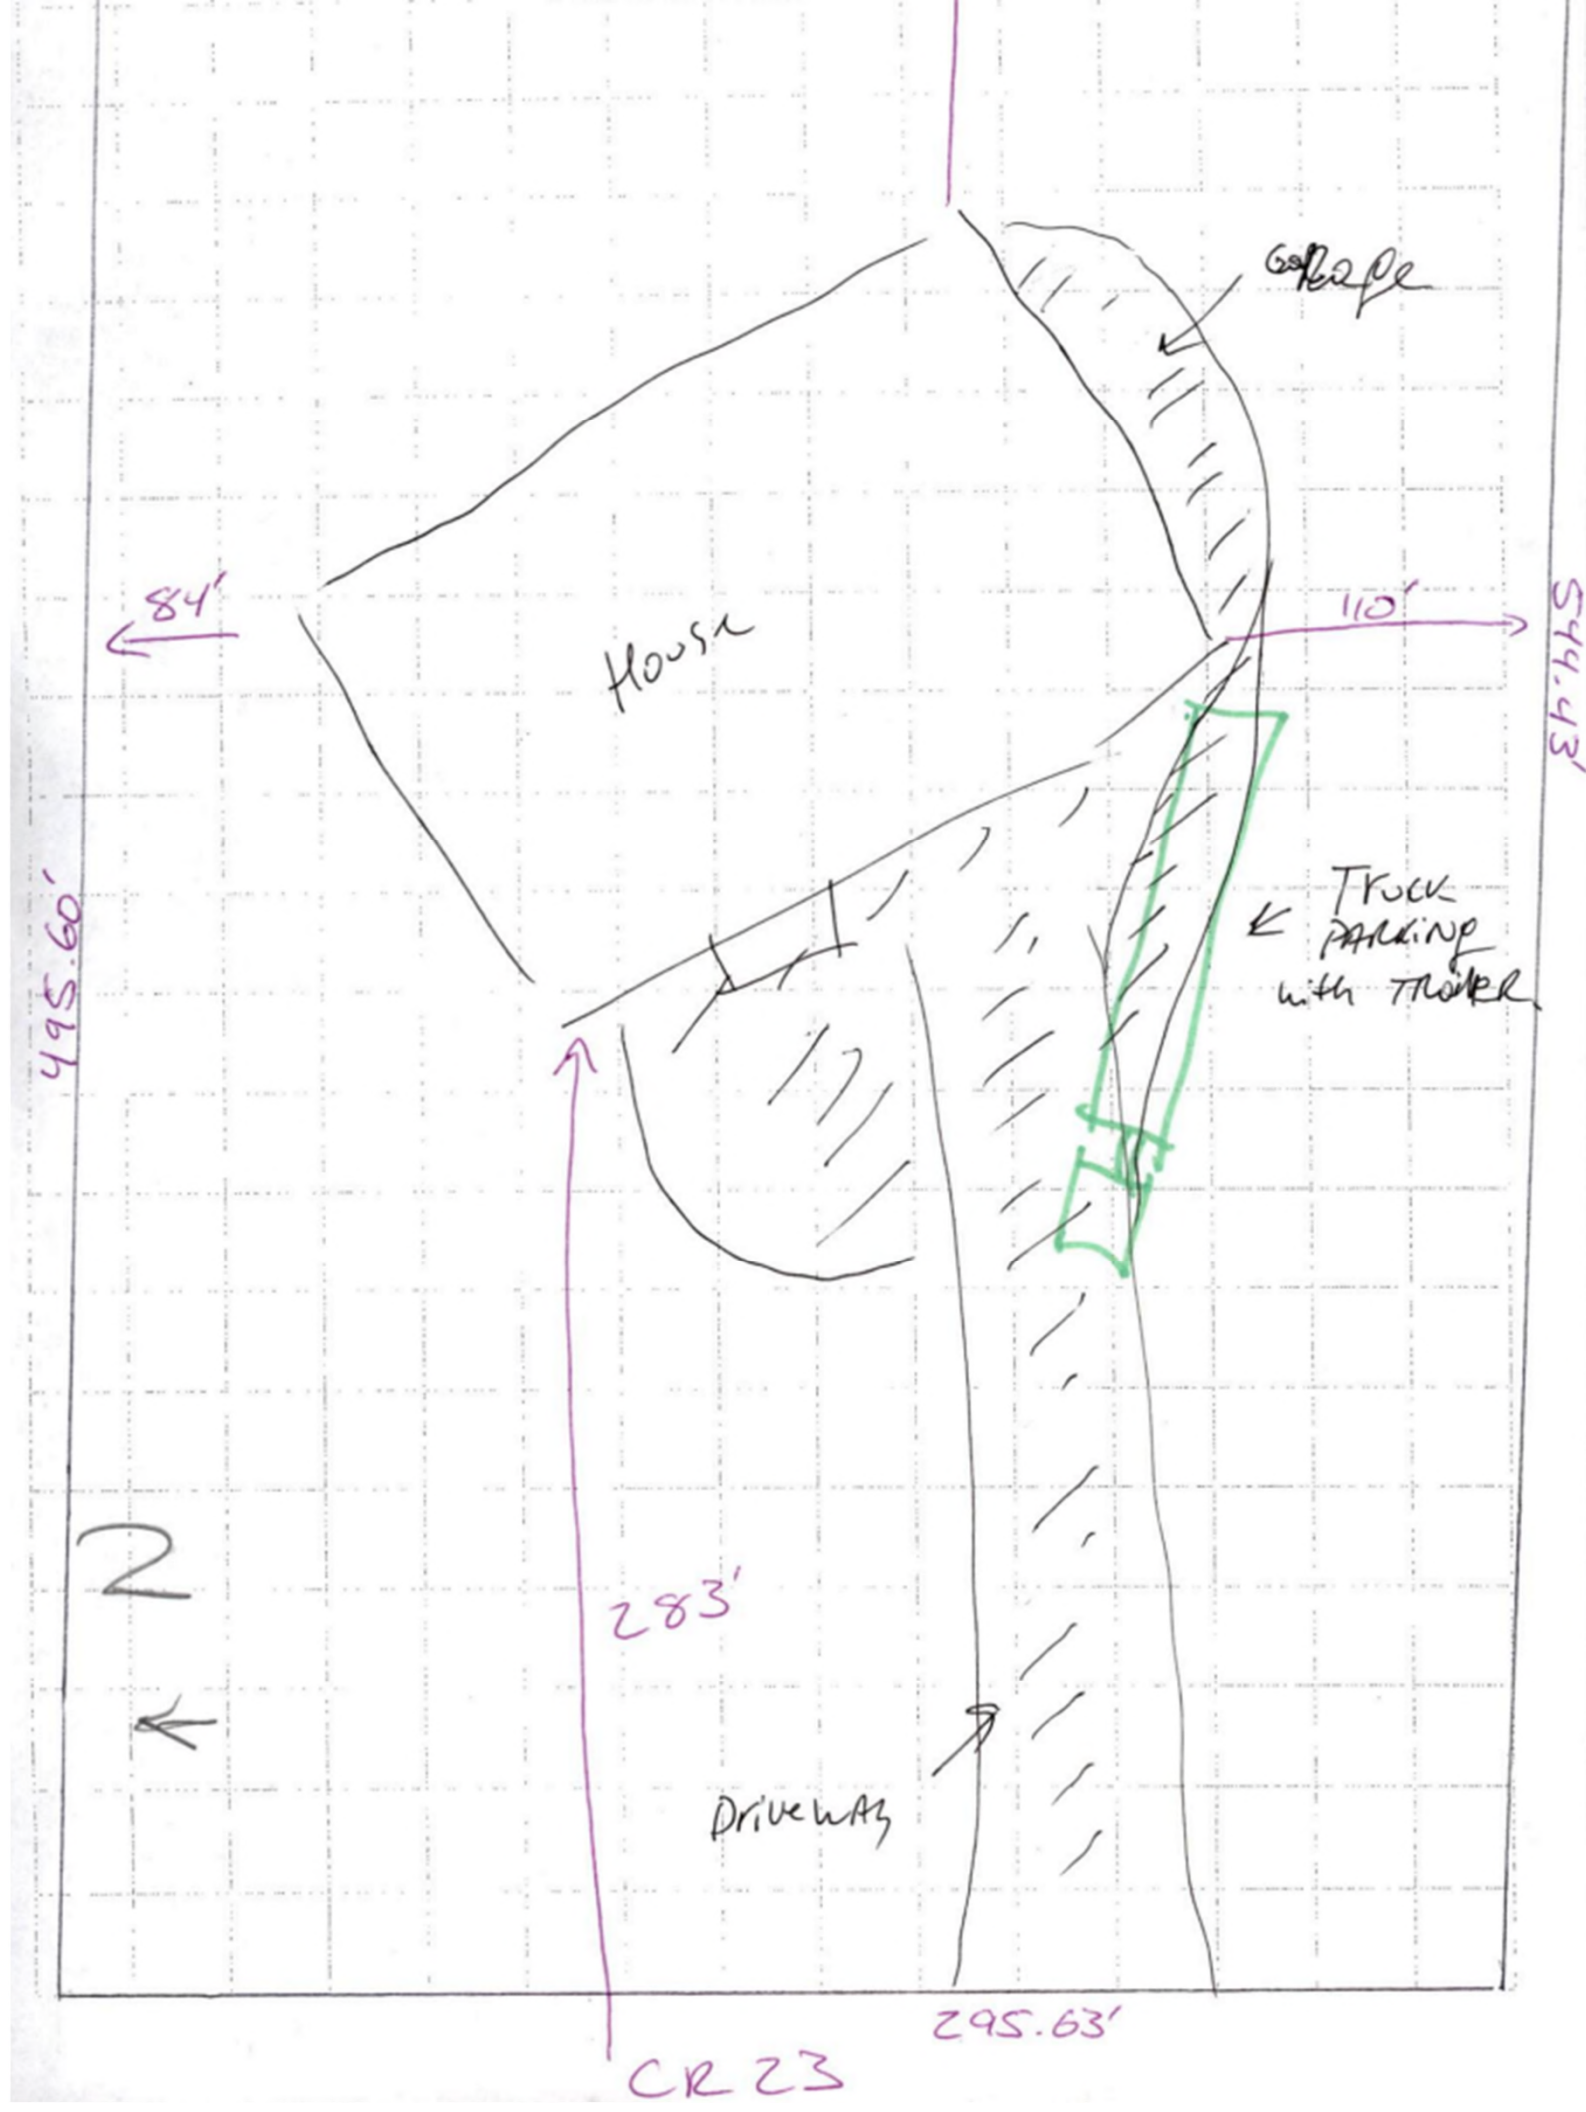 Garage
84'
110'
House
544.43'
Truck
PARKING
with TRAILER
495.60'
N
283'
Driveway
295.63'
CR 23